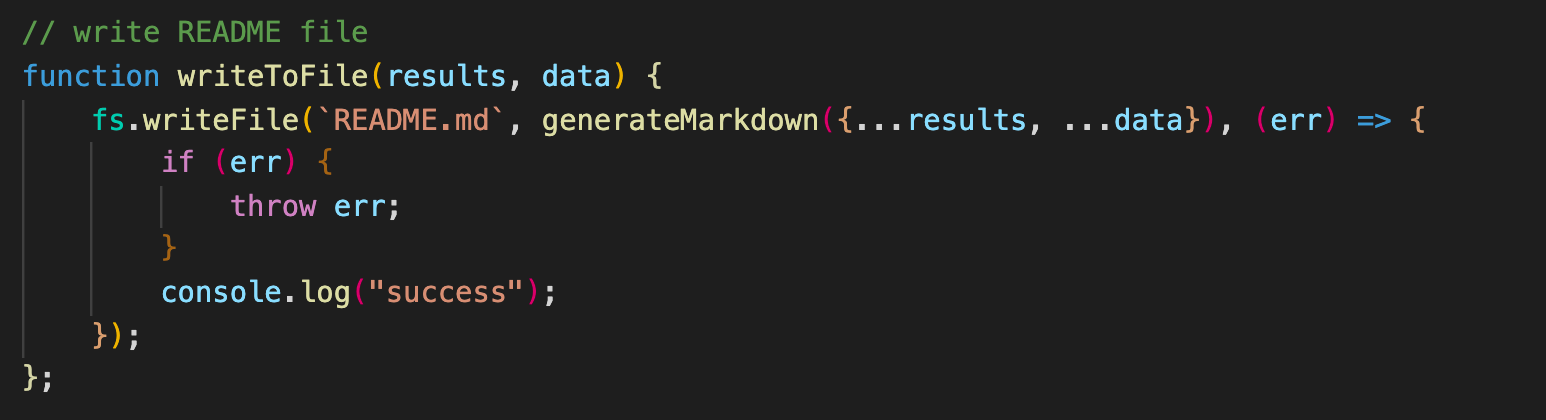 // write README file
function writeToFile(results, data) {
    fs.writeFile(`README.md`, generateMarkdown({...results, ...data}), (err) => {
        if (err) {
            throw err;
        }
        console.log("success");
    });
};